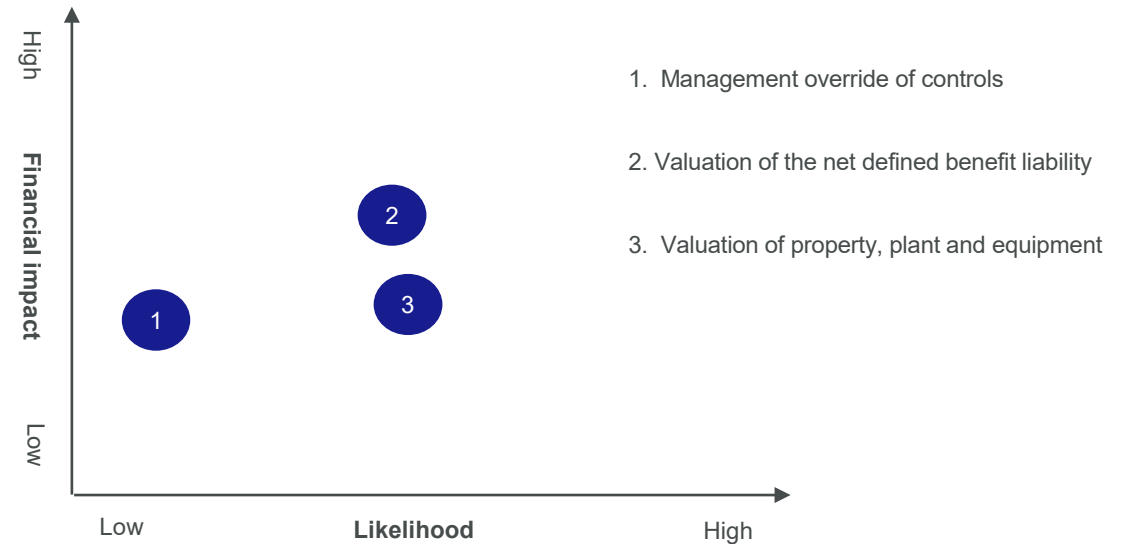 High
1. Management override of controls
2. Valuation of the net defined benefit liability
Financial impact
2
3. Valuation of property, plant and equipment
3
1
Low
Low
Likelihood
High